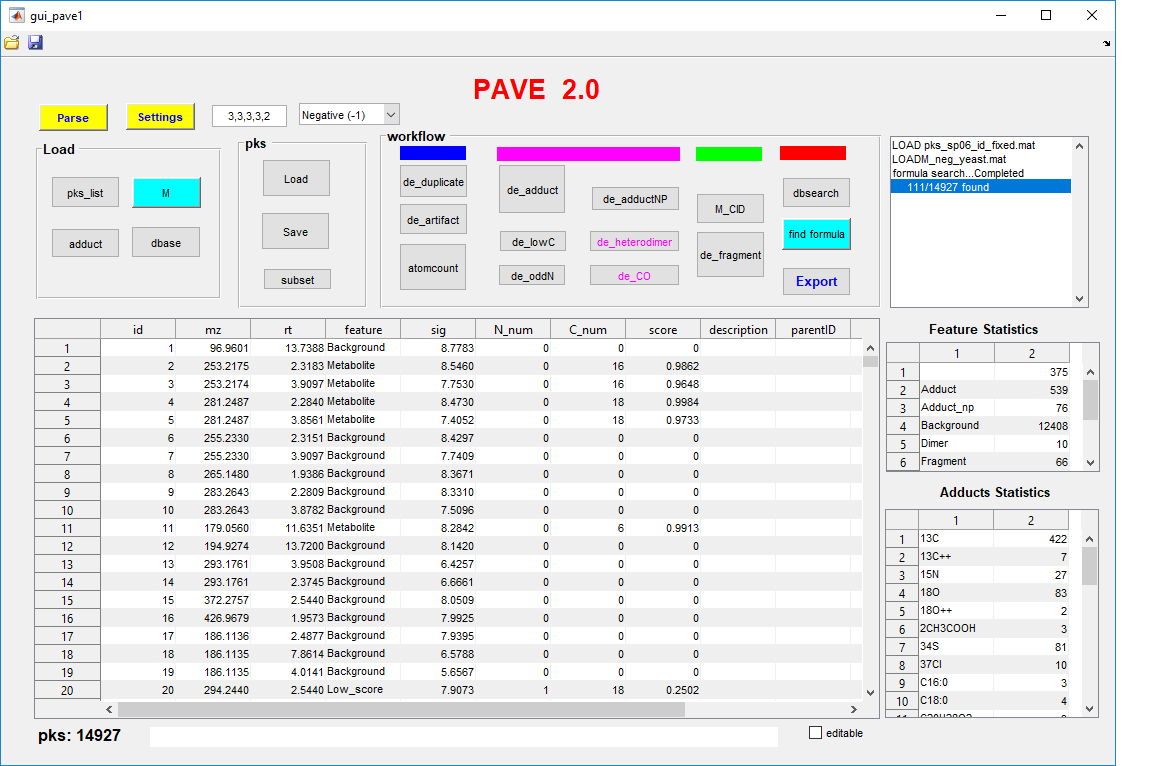 gui_pave1
PAVE 2.0
Parse
Settings
3,3,3,3,2
Negative (-1)
Load
pks_list
M
adduct
dbase
pks
Load
Save
subset
workflow
de_duplicate
de_artifact
atomcount
de_adduct
de_lowC
de_oddN
de_adductNP
de_heterodimer
de_CO
M_CID
de_fragment
dbsearch
find formula
Export
LOAD pks_sp06_id_fixed.mat
LOADM_neg_yeast.mat
formula search...Completed
111/14927 found
id mz rt feature sig N_num C_num score description parentID
1 1 96.9601 13.7388 Background 8.7783 0 0 0
2 2 253.2175 2.3183 Metabolite 8.5460 0 16 0.9862
3 3 253.2174 3.9097 Metabolite 7.7530 0 16 0.9648
4 4 281.2487 2.2840 Metabolite 8.4730 0 18 0.9984
5 5 281.2487 3.8561 Metabolite 7.4052 0 18 0.9733
6 6 255.2330 2.3151 Background 8.4297 0 0 0
7 7 255.2330 3.9097 Background 7.7409 0 0 0
8 8 265.1480 1.9386 Background 8.3671 0 0 0
9 9 283.2643 2.2809 Background 8.3310 0 0 0
10 10 283.2643 3.8782 Background 7.5096 0 0 0
11 11 179.0560 11.6351 Metabolite 8.2842 0 6 0.9913
12 12 194.9274 13.7200 Background 8.1420 0 0 0
13 13 293.1761 3.9508 Background 6.4257 0 0 0
14 14 293.1761 2.3745 Background 6.6661 0 0 0
15 15 372.2757 2.5440 Background 8.0509 0 0 0
16 16 426.9679 1.9573 Background 7.9925 0 0 0
17 17 186.1136 2.4877 Background 7.9395 0 0 0
18 18 186.1135 7.8614 Background 6.5788 0 0 0
19 19 186.1135 4.0141 Background 5.6567 0 0 0
20 20 294.2440 2.5440 Low_score 7.9073 1 18 0.2502
Feature Statistics
1 2
1 375
2 Adduct 539
3 Adduct_np 76
4 Background 12408
5 Dimer 10
6 Fragment 66
Adducts Statistics
1 2
1 13C 422
2 13C++ 7
3 15N 27
4 18O 83
5 18O++ 2
6 2CH3COOH 3
7 34S 81
8 37Cl 10
9 C16:0 3
10 C18:0 4
pks: 14927
editable